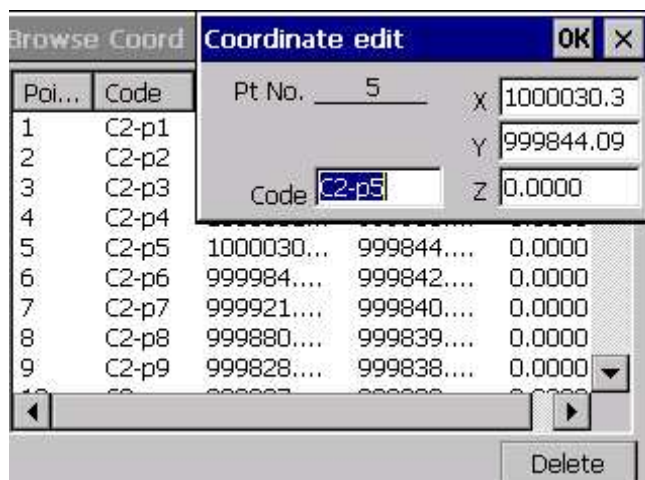 Browse Coord
Coordinate edit OK ×
Pt No. 5 X 1000030.3
Y 999844.09
Code C2-p5 Z 0.0000
Poi... Code
1 C2-p1
2 C2-p2
3 C2-p3
4 C2-p4
5 C2-p5 1000030... 999844.... 0.0000
6 C2-p6 999984.... 999842.... 0.0000
7 C2-p7 999921.... 999840.... 0.0000
8 C2-p8 999880.... 999839.... 0.0000
9 C2-p9 999828.... 999838.... 0.0000
Delete